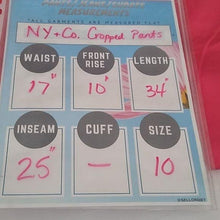 MEASUREMENTS
*ALL GARMENTS ARE MEASURED FLAT
NY+Co. Cropped Pants
WAIST
FRONT RISE
LENGTH
17"
10"
34"
INSEAM
CUFF
SIZE
25"
—
10